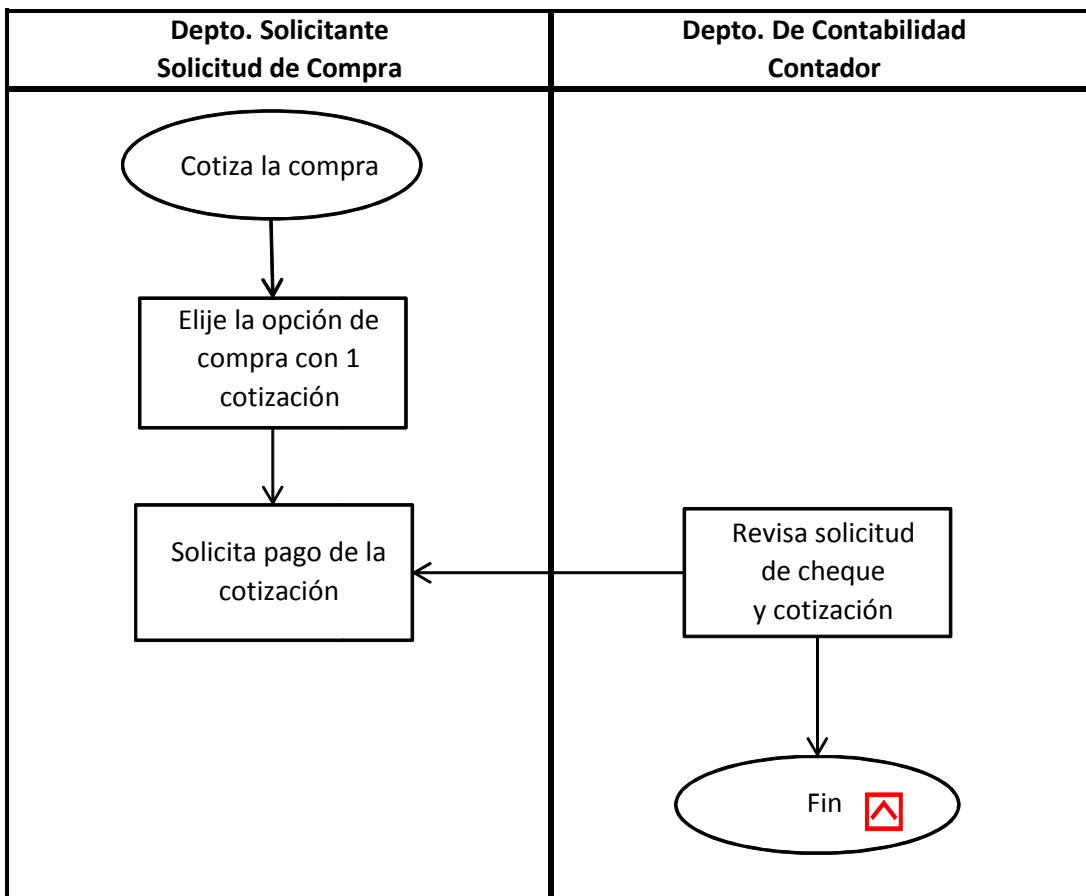 Depto. Solicitante
Solicitud de Compra
Depto. De Contabilidad
Contador
Cotiza la compra
Elije la opción de
compra con 1
cotización
Solicita pago de la
cotización
Revisa solicitud
de cheque
y cotización
Fin